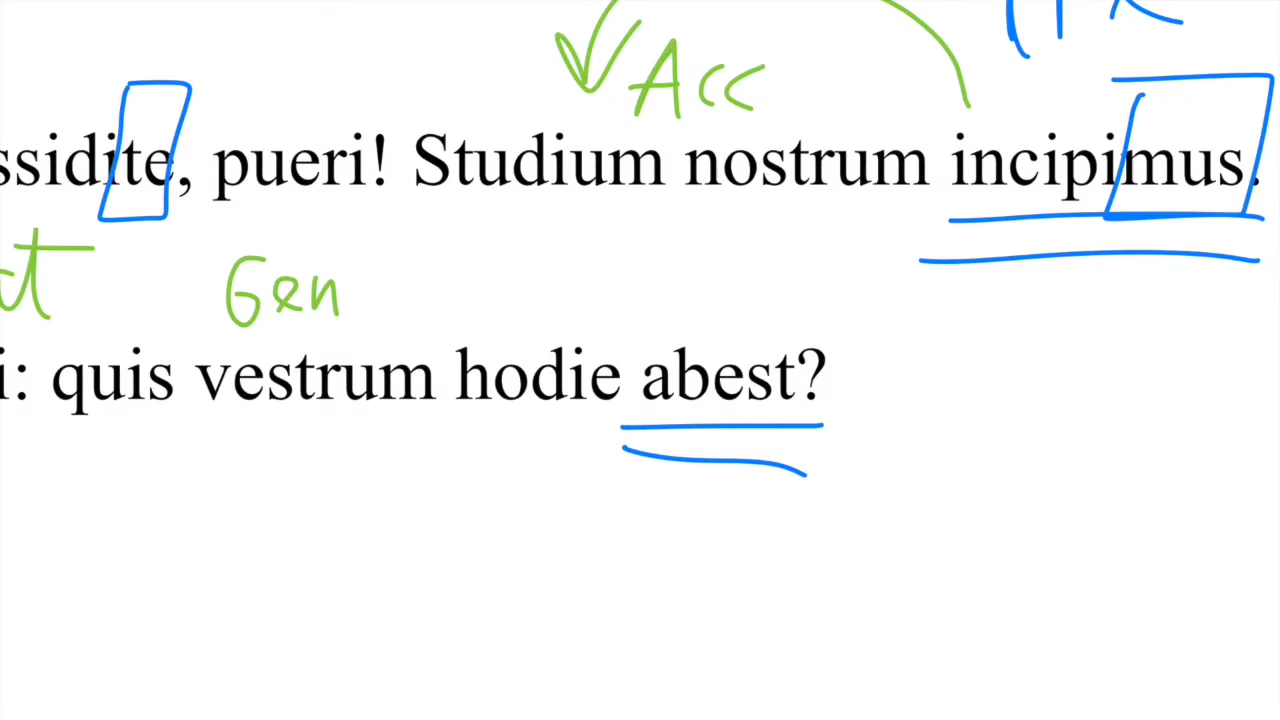 Acc
ssidite, pueri! Studium nostrum incipimus.
Gen
i: quis vestrum hodie abest?